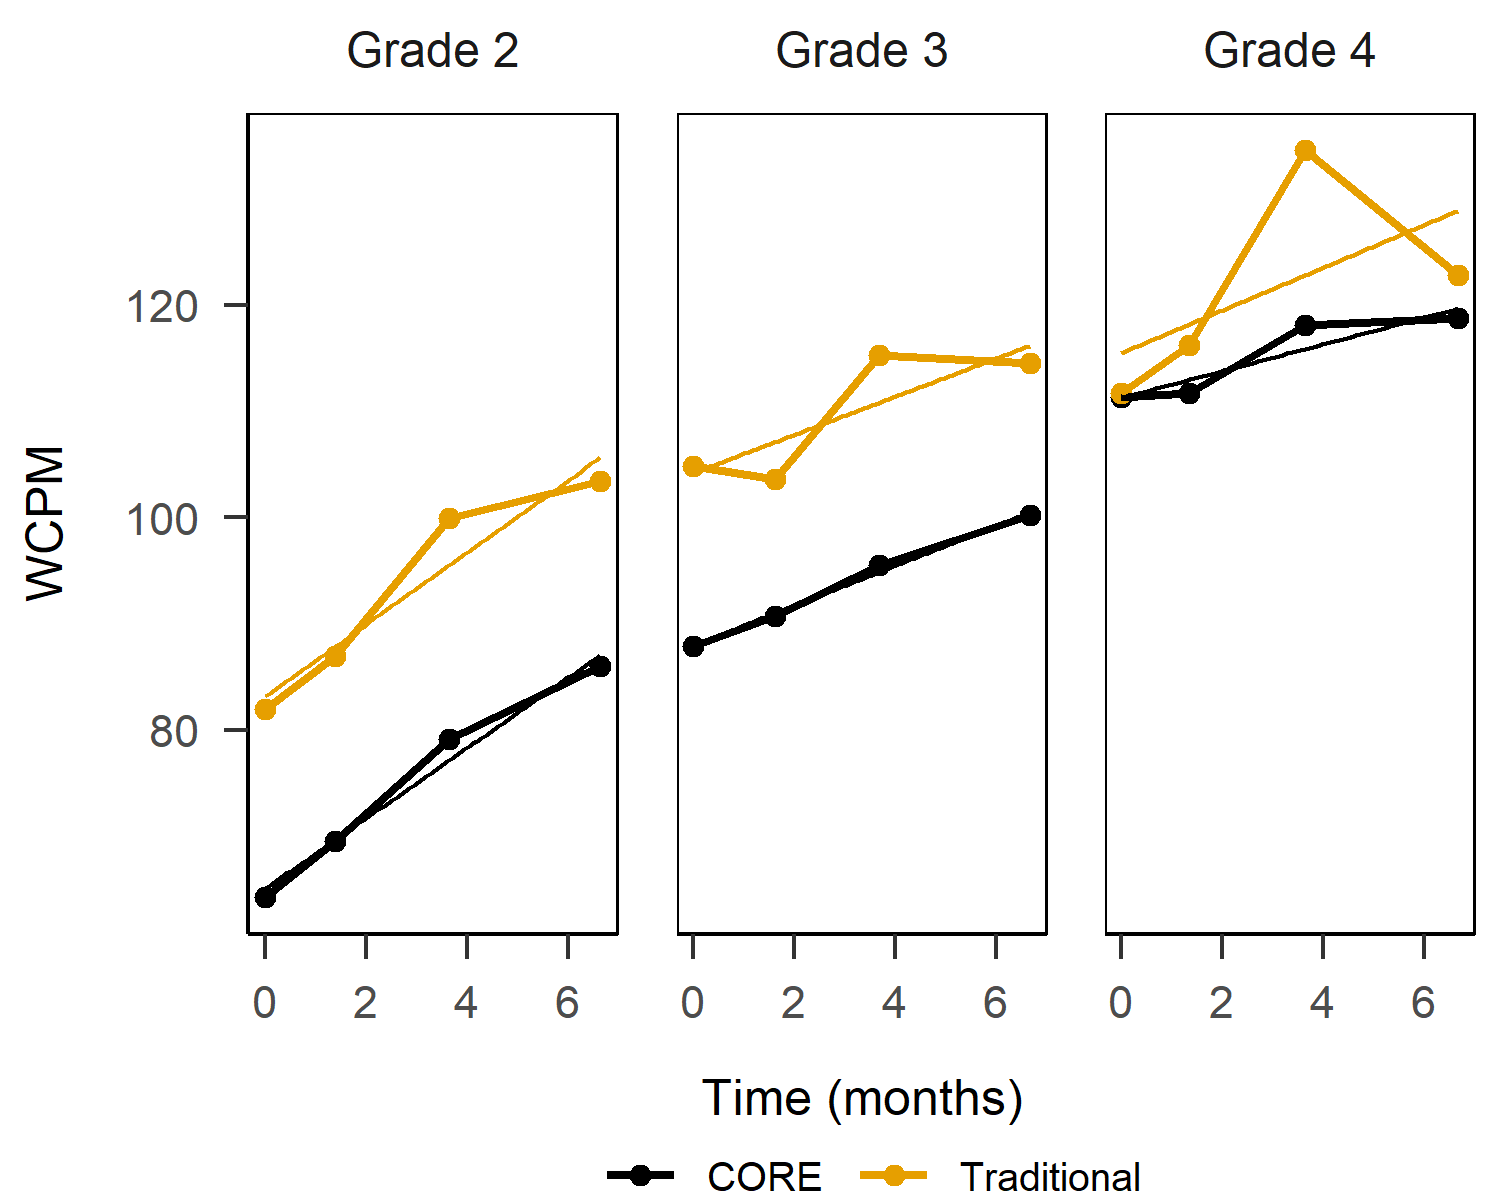 Grade 2 Grade 3 Grade 4
WCPM
120
100
80
0 2 4 6 0 2 4 6 0 2 4 6
Time (months)
CORE Traditional